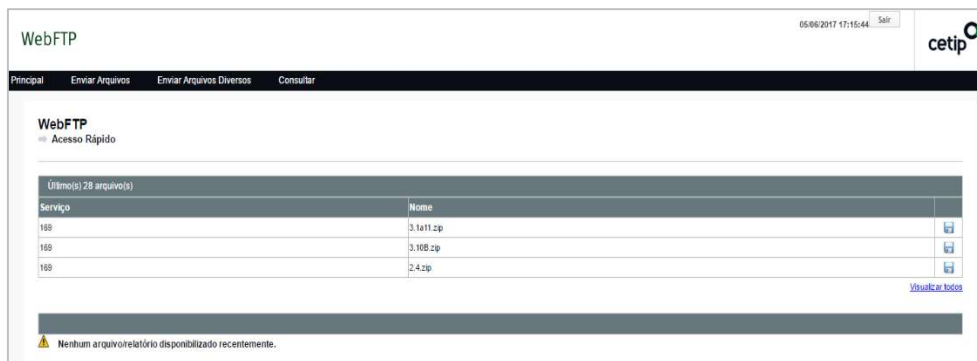 05/06/2017 17:15:44 Sair
WebFTP
cetip
Principal Enviar Arquivos Enviar Arquivos Diversos Consultar
WebFTP
Acesso Rápido
Último(s) 28 arquivo(s)
Serviço Nome
169 3.1a11.zip
169 3.10B.zip
169 2.4.zip
Visualizar todos
Nenhum arquivo/relatório disponibilizado recentemente.